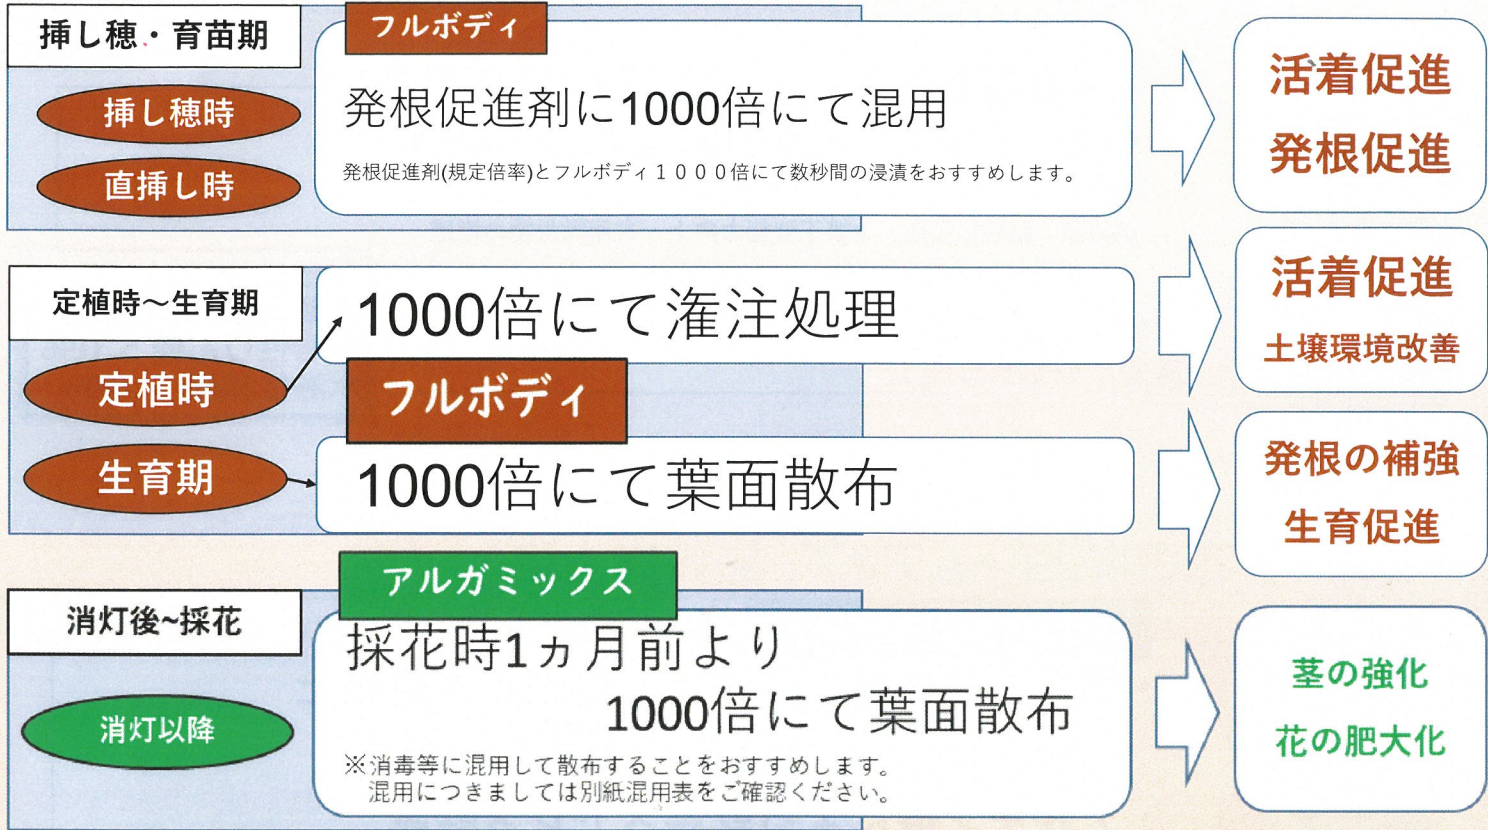 挿し穂・育苗期
フルボディ
挿し穂時
直挿し時
発根促進剤に1000倍にて混用
発根促進剤(規定倍率)とフルボディ１０００倍にて数秒間の浸漬をおすすめします。
活着促進
発根促進
定植時～生育期
定植時
生育期
1000倍にて潅注処理
フルボディ
1000倍にて葉面散布
活着促進
土壌環境改善
発根の補強
生育促進
消灯後~採花
消灯以降
アルガミックス
採花時1ヵ月前より
1000倍にて葉面散布
※消毒等に混用して散布することをおすすめします。
混用につきましては別紙混用表をご確認ください。
茎の強化
花の肥大化